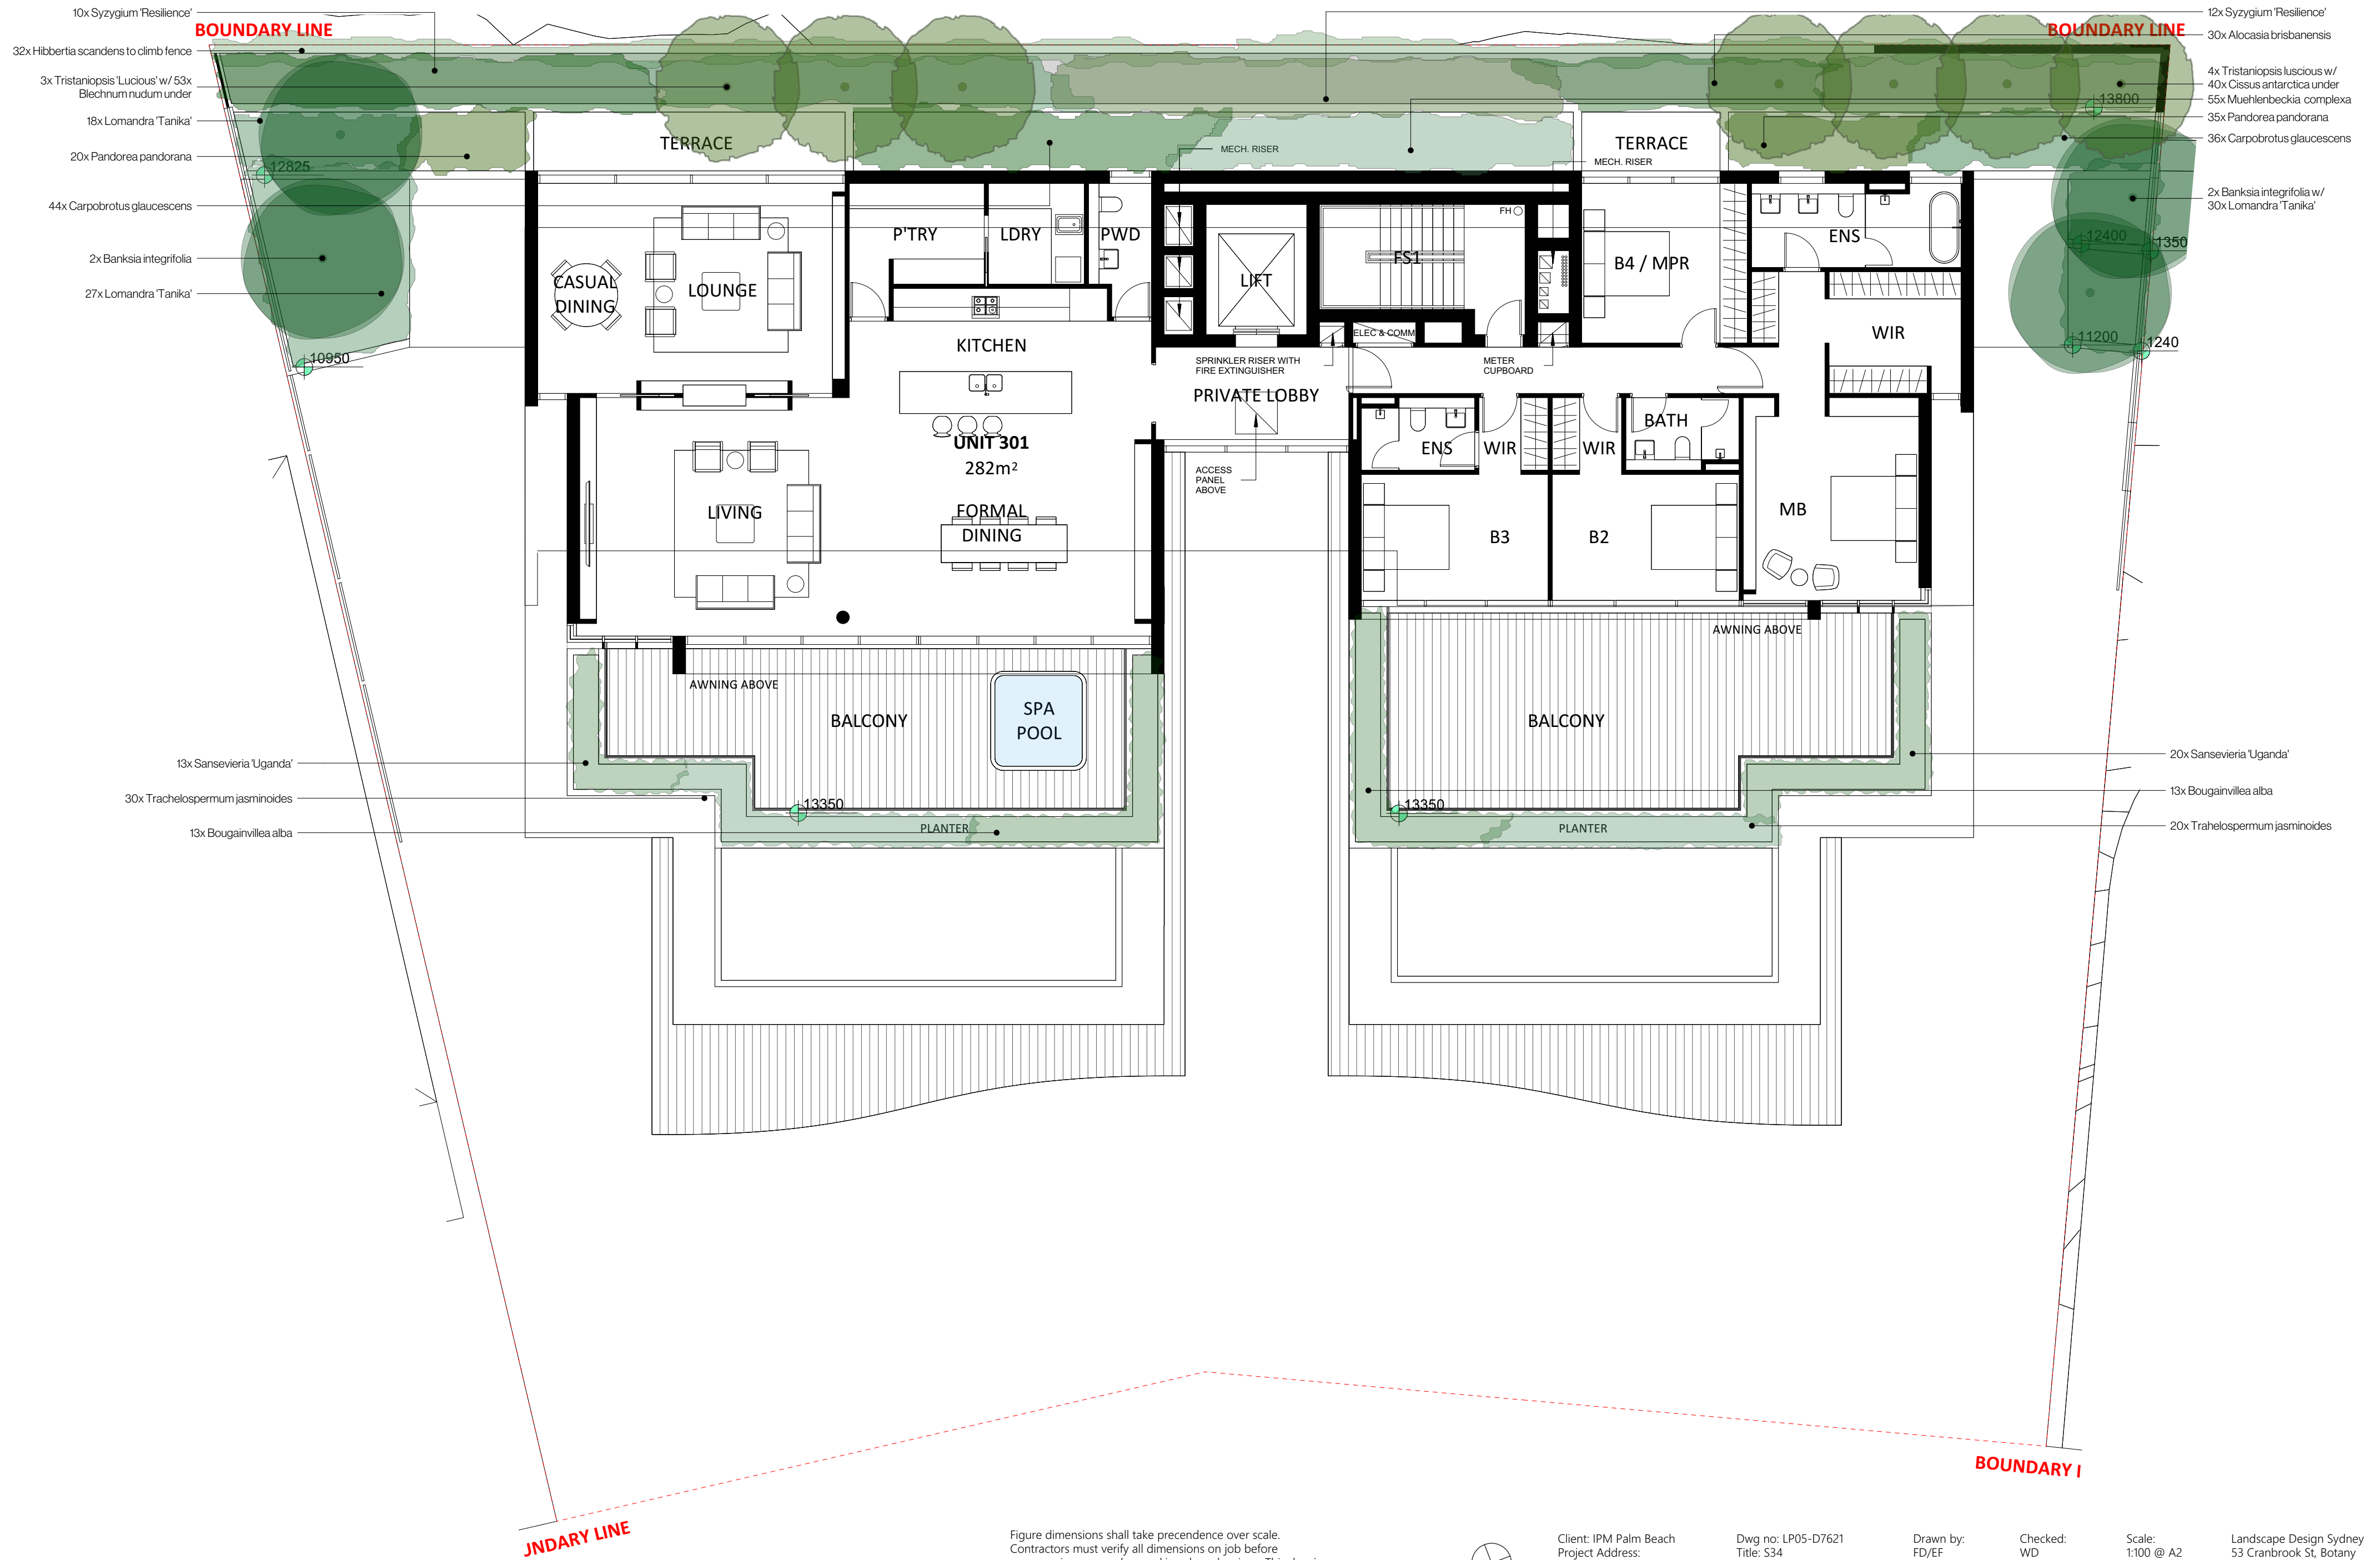 10x Syzygium 'Resilience'
BOUNDARY LINE
32x Hibbertia scandens to climb fence
3x Tristaniopsis 'Lucious' w/ 53x
Blechnum nudum under
18x Lomandra 'Tanika'
20x Pandorea pandorana
44x Carpobrotus glaucescens
2x Banksia integrifolia
27x Lomandra 'Tanika'
12x Syzygium 'Resilience'
BOUNDARY LINE
30x Alocasia brisbanensis
4x Tristaniopsis luscious w/
40x Cissus antarctica under
55x Muehlenbeckia complexa
35x Pandorea pandorana
36x Carpobrotus glaucescens
2x Banksia integrifolia w/
30x Lomandra 'Tanika'
12825
10950
13800
12400
1350
11200
1240
TERRACE
MECH. RISER
MECH. RISER
TERRACE
CASUAL
DINING
LOUNGE
P'TRY
LDRY
PWD
LIFT
FS1
FH
B4 / MPR
ENS
WIR
KITCHEN
ELEC & COMM
SPRINKLER RISER WITH
FIRE EXTINGUISHER
METER
CUPBOARD
PRIVATE LOBBY
UNIT 301
282m²
ACCESS
PANEL
ABOVE
ENS
WIR
WIR
BATH
LIVING
FORMAL
DINING
B3
B2
MB
AWNING ABOVE
AWNING ABOVE
BALCONY
SPA
POOL
BALCONY
13x Sansevieria 'Uganda'
30x Trachelospermum jasminoides
13x Bougainvillea alba
13350
PLANTER
13350
PLANTER
20x Sansevieria 'Uganda'
13x Bougainvillea alba
20x Trahelospermum jasminoides
BOUNDARY I
JNDARY LINE
Figure dimensions shall take precendence over scale.
Contractors must verify all dimensions on job before
Client: IPM Palm Beach
Project Address:
Dwg no: LP05-D7621
Title: S34
Drawn by:
FD/EF
Checked:
WD
Scale:
1:100 @ A2
Landscape Design Sydney
53 Cranbrook St, Botany